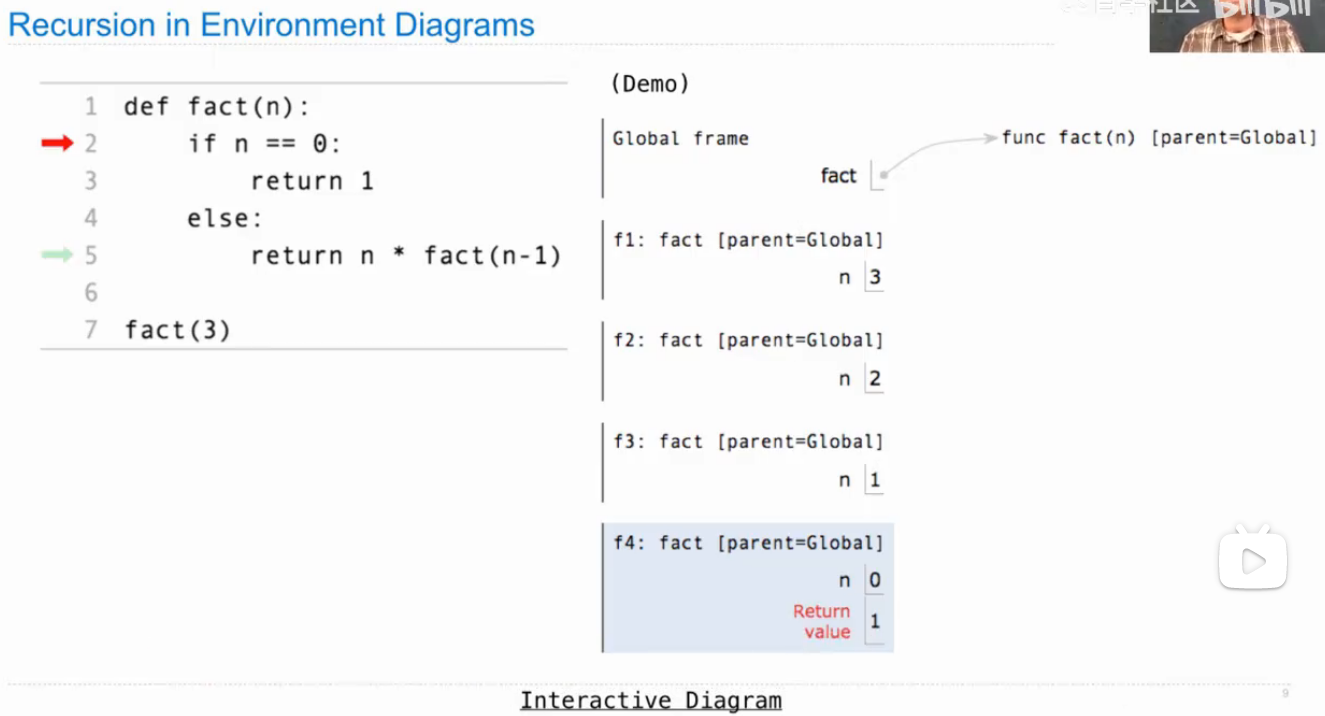 Recursion in Environment Diagrams
1 def fact(n):
2 if n == 0:
3 return 1
4 else:
5 return n * fact(n-1)
6
7 fact(3)
(Demo)
Global frame
fact
func fact(n) [parent=Global]
f1: fact [parent=Global]
n 3
f2: fact [parent=Global]
n 2
f3: fact [parent=Global]
n 1
f4: fact [parent=Global]
n 0
Return
value 1
Interactive Diagram
9
bilibili